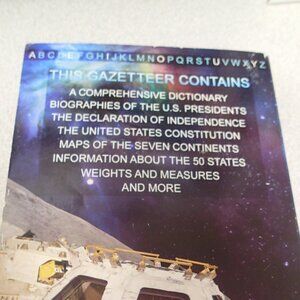 ABCDEFGHIJKLMNOPQRSTUVWXYZ
THIS GAZETTEER CONTAINS
A COMPREHENSIVE DICTIONARY
BIOGRAPHIES OF THE U.S. PRESIDENTS
THE DECLARATION OF INDEPENDENCE
THE UNITED STATES CONSTITUTION
MAPS OF THE SEVEN CONTINENTS
INFORMATION ABOUT THE 50 STATES
WEIGHTS AND MEASURES
AND MORE